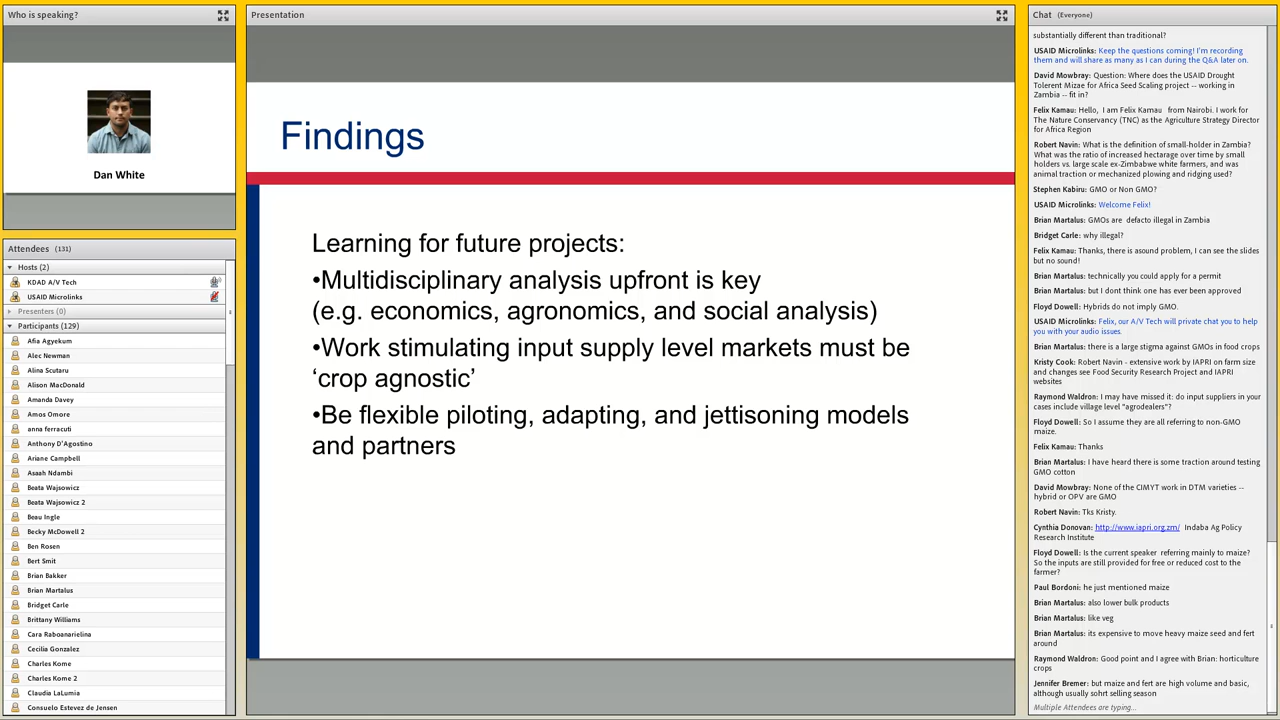 Who is speaking?
Dan White
Attendees (131)
Hosts (2)
KDAD A/V Tech
USAID Microlinks
Presenters (0)
Participants (129)
Afia Agyekum
Alec Newman
Alina Scutaru
Alison MacDonald
Amanda Davey
Amos Omore
anna ferracuti
Anthony D'Agostino
Ariane Campbell
Asaah Ndambi
Beata Wajsowicz
Beata Wajsowicz 2
Beau Ingle
Becky McDowell 2
Ben Rosen
Bert Smit
Brian Bakker
Brian Martalus
Bridget Carle
Brittany Williams
Cara Raboanarielina
Cecilia Gonzalez
Charles Kome
Charles Kome 2
Claudia LaLumia
Consuelo Estevez de Jensen
Presentation
Findings
Learning for future projects:
•Multidisciplinary analysis upfront is key
(e.g. economics, agronomics, and social analysis)
•Work stimulating input supply level markets must be
‘crop agnostic’
•Be flexible piloting, adapting, and jettisoning models
and partners
Chat (Everyone)
substantially different than traditional?
USAID Microlinks: Keep the questions coming! I'm recording
them and will share as many as I can during the Q&A later on.
David Mowbray: Question: Where does the USAID Drought
Tolerent Mizae for Africa Seed Scaling project -- working in
Zambia -- fit in?
Felix Kamau: Hello, I am Felix Kamau from Nairobi. I work for
The Nature Conservancy (TNC) as the Agriculture Strategy Director
for Africa Region
Robert Navin: What is the definition of small-holder in Zambia?
What was the ratio of increased hectarage over time by small
holders vs. large scale ex-Zimbabwe white farmers, and was
animal traction or mechanized plowing and ridging used?
Stephen Kabiru: GMO or Non GMO?
USAID Microlinks: Welcome Felix!
Brian Martalus: GMOs are defacto illegal in Zambia
Bridget Carle: why illegal?
Felix Kamau: Thanks, there is asound problem, I can see the slides
but no sound!
Brian Martalus: technically you could apply for a permit
Brian Martalus: but I dont think one has ever been approved
Floyd Dowell: Hybrids do not imply GMO.
USAID Microlinks: Felix, our A/V Tech will private chat you to help
you with your audio issues.
Brian Martalus: there is a large stigma against GMOs in food crops
Kristy Cook: Robert Navin - extensive work by IAPRI on farm size
and changes see Food Security Research Project and IAPRI
websites
Raymond Waldron: I may have missed it: do input suppliers in your
cases include village level "agrodealers"?
Floyd Dowell: So I assume they are all referring to non-GMO
maize.
Felix Kamau: Thanks
Brian Martalus: I have heard there is some traction around testing
GMO cotton
David Mowbray: None of the CIMYT work in DTM varieties --
hybrid or OPV are GMO
Robert Navin: Tks Kristy.
Cynthia Donovan: http://www.iapri.org.zm/ Indaba Ag Policy
Research Institute
Floyd Dowell: Is the current speaker referring mainly to maize?
So the inputs are still provided for free or reduced cost to the
farmer?
Paul Bordoni: he just mentioned maize
Brian Martalus: also lower bulk products
Brian Martalus: like veg
Brian Martalus: its expensive to move heavy maize seed and fert
around
Raymond Waldron: Good point and I agree with Brian: horticulture
crops
Jennifer Bremer: but maize and fert are high volume and basic,
although usually sohrt selling season
Multiple Attendees are typing...